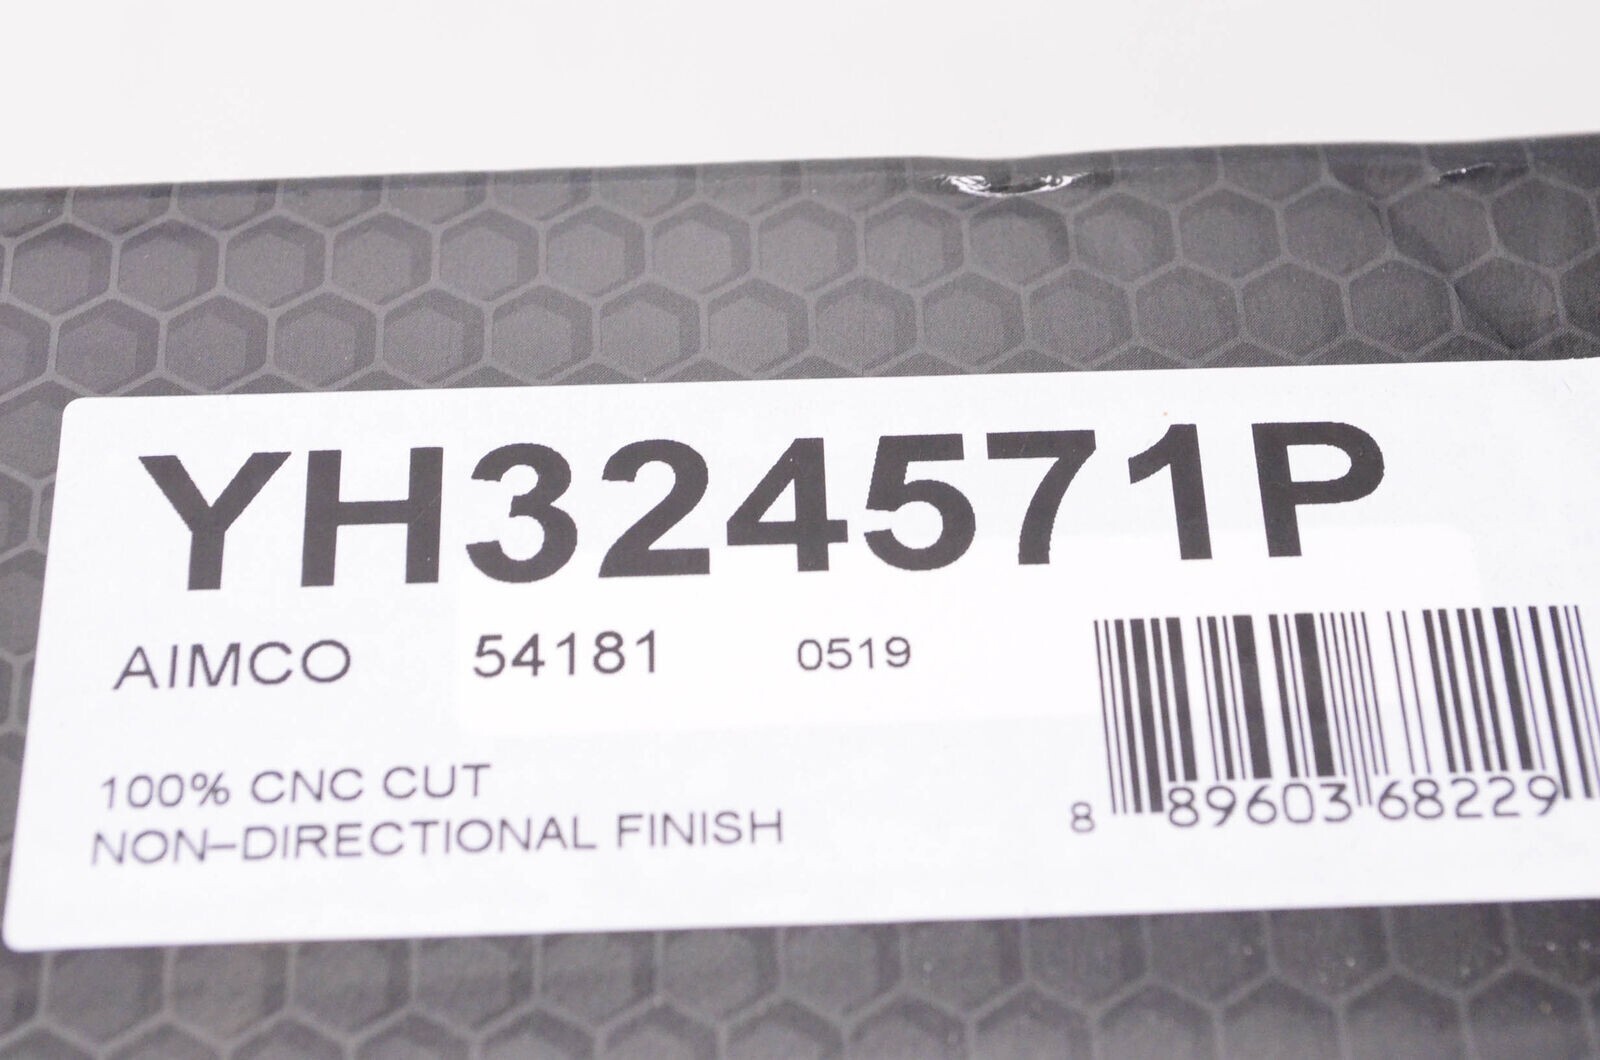 YH324571P
AIMCO 54181 0519
100% CNC CUT
NON-DIRECTIONAL FINISH
8 89603 68229